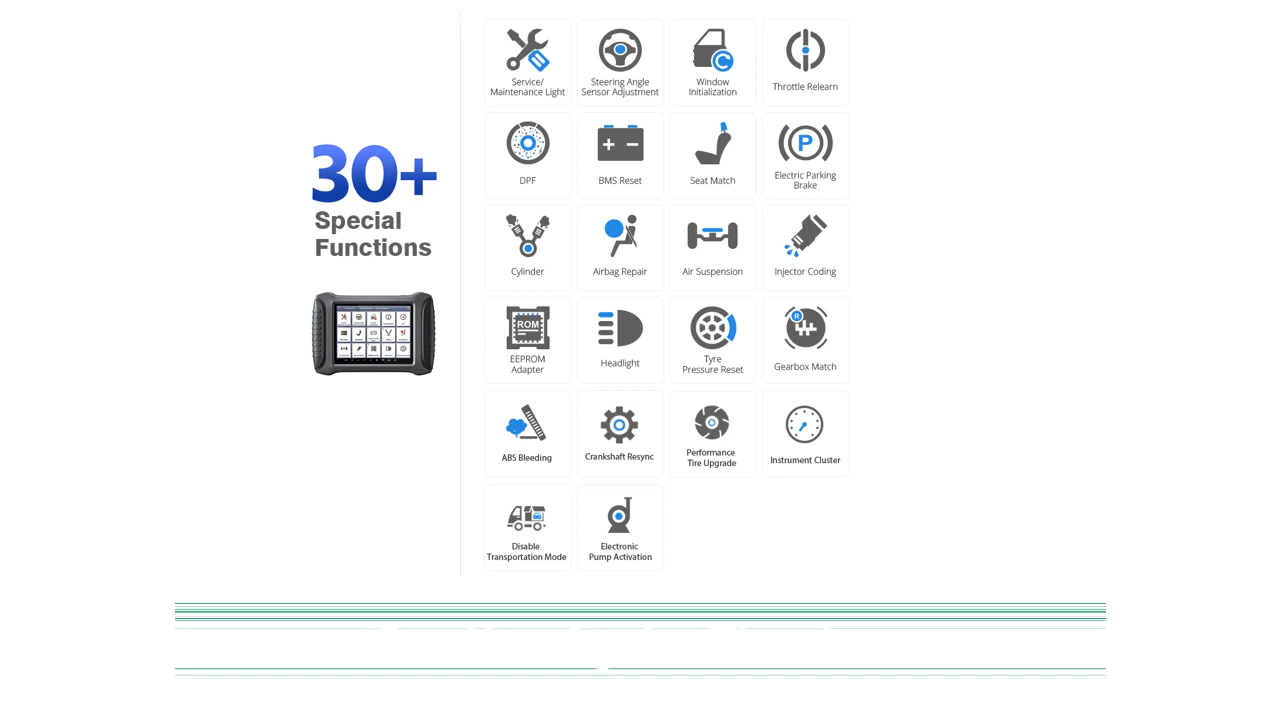 30+
Special
Functions
Service/
Maintenance Light
Steering Angle
Sensor Adjustment
Window
Initialization
Throttle Relearn
DPF
BMS Reset
Seat Match
P
Electric Parking
Brake
Cylinder
Airbag Repair
Air Suspension
Injector Coding
ROM
EEPROM
Adapter
Headlight
Tyre
Pressure Reset
R
Gearbox Match
ABS Bleeding
Crankshaft Resync
Performance
Tire Upgrade
Instrument Cluster
Disable
Transportation Mode
Electronic
Pump Activation